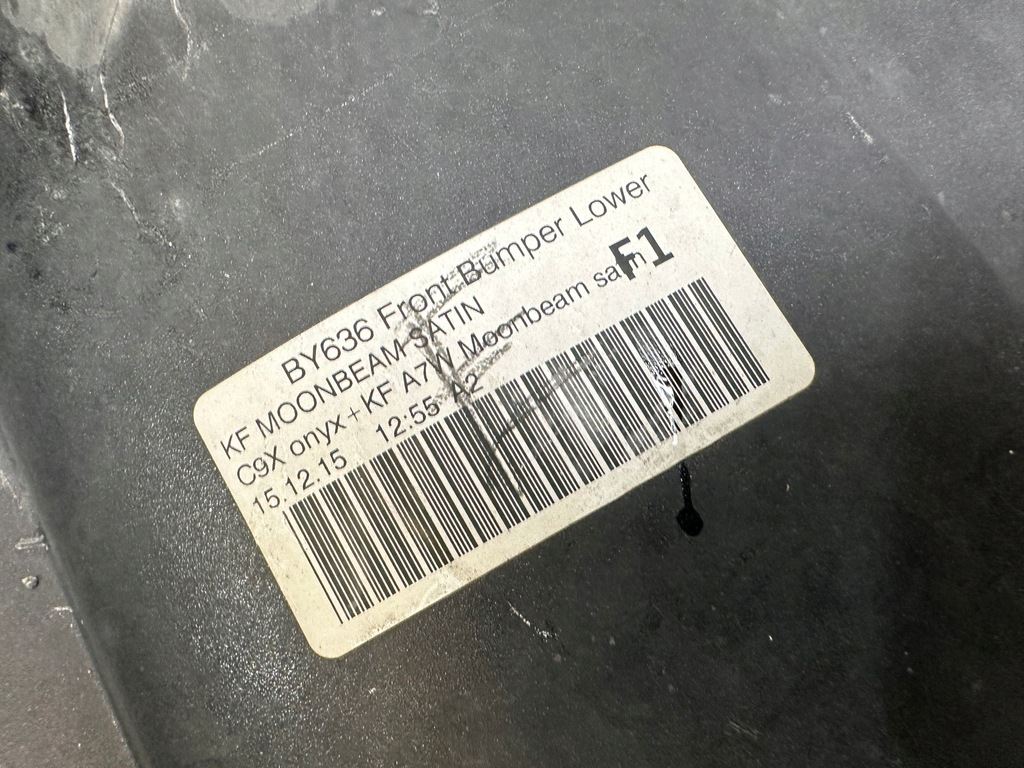 BY636 Front Bumper Lower
KF MOONBEAM SATIN F1
C9X onyx+KF A7W Moonbeam satin
15.12.15 12:55 A2